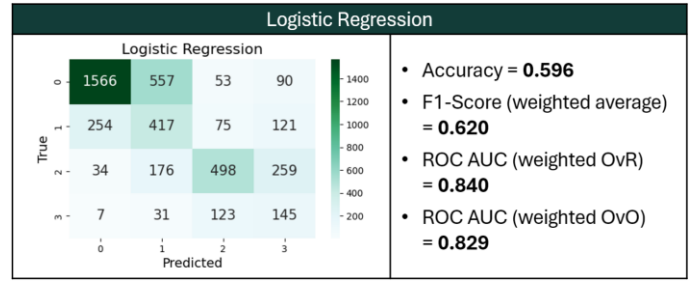 Logistic Regression
Logistic Regression
0 1566 557 53 90
1 254 417 75 121
2 34 176 498 259
3 7 31 123 145
0 1 2 3
True
Predicted
1400
1200
1000
800
600
400
200
• Accuracy = 0.596
• F1-Score (weighted average)
= 0.620
• ROC AUC (weighted OvR)
= 0.840
• ROC AUC (weighted OvO)
= 0.829